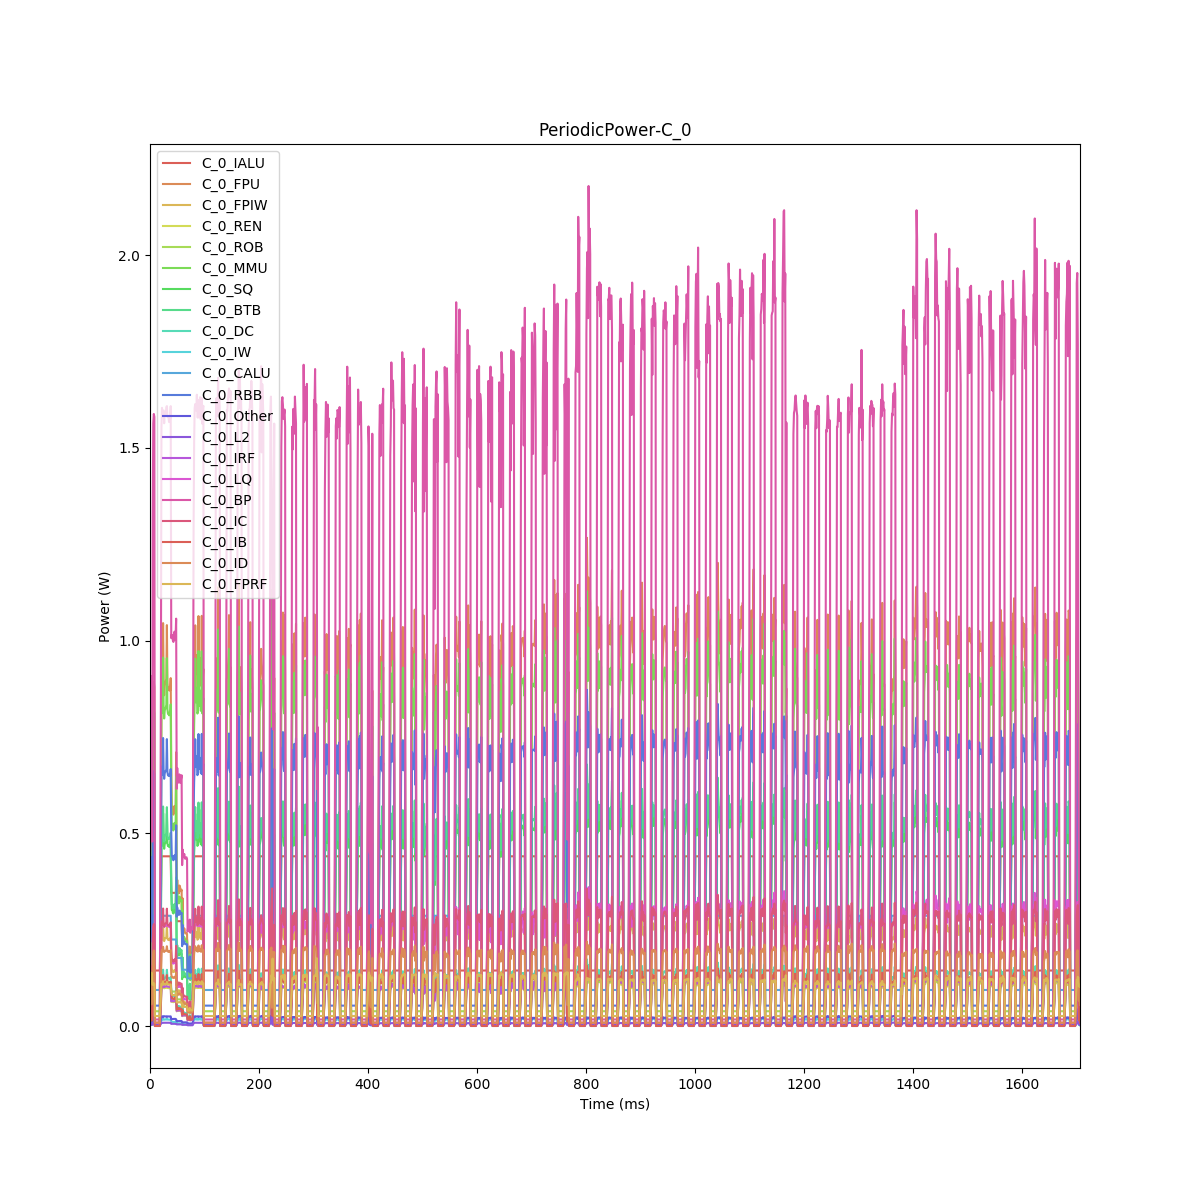 PeriodicPower-C_0
C_0_IALU
C_0_FPU
C_0_FPIW
C_0_REN
C_0_ROB
C_0_MMU
C_0_SQ
C_0_BTB
C_0_DC
C_0_IW
C_0_CALU
C_0_RBB
C_0_Other
C_0_L2
C_0_IRF
C_0_LQ
C_0_BP
C_0_IC
C_0_IB
C_0_ID
C_0_FPRF
2.0
1.5
1.0
0.5
0.0
Power (W)
0 200 400 600 800 1000 1200 1400 1600
Time (ms)